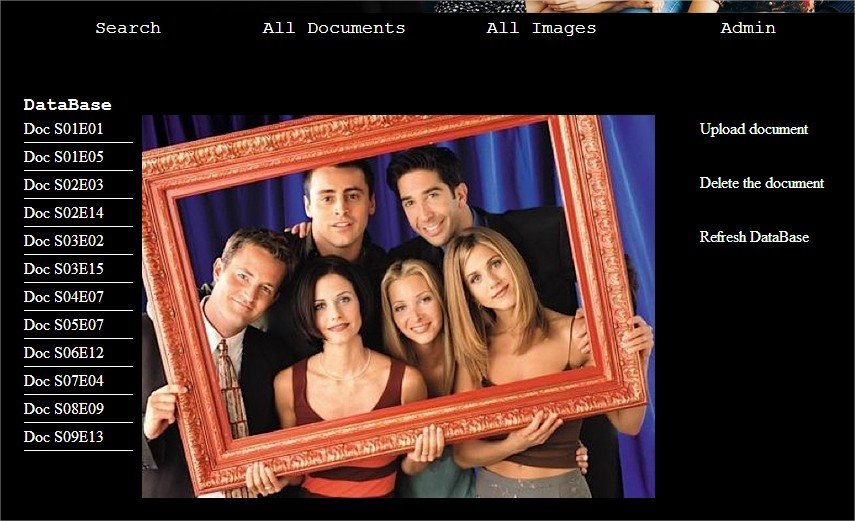 Search
All Documents
All Images
Admin
DataBase
Doc S01E01
Doc S01E05
Doc S02E03
Doc S02E14
Doc S03E02
Doc S03E15
Doc S04E07
Doc S05E07
Doc S06E12
Doc S07E04
Doc S08E09
Doc S09E13
Upload document
Delete the document
Refresh DataBase